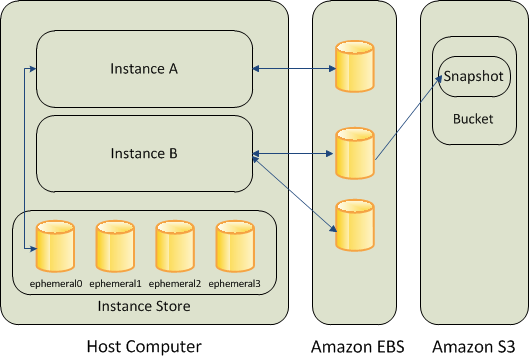 Instance A
Instance B
Snapshot
Bucket
ephemeral0 ephemeral1 ephemeral2 ephemeral3
Instance Store
Host Computer
Amazon EBS
Amazon S3